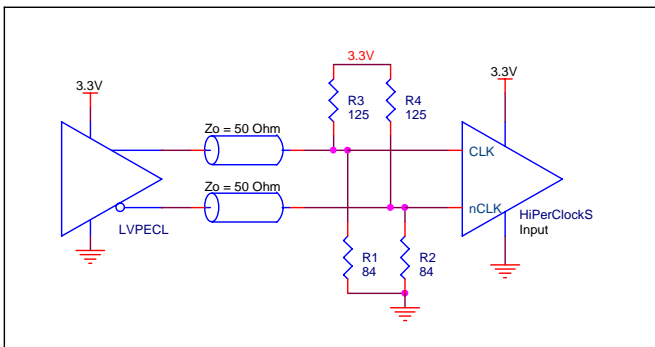 3.3V
3.3V
3.3V
R3
125
R4
125
Zo = 50 Ohm
CLK
Zo = 50 Ohm
nCLK
LVPECL
HiPerClockS
Input
R1
84
R2
84